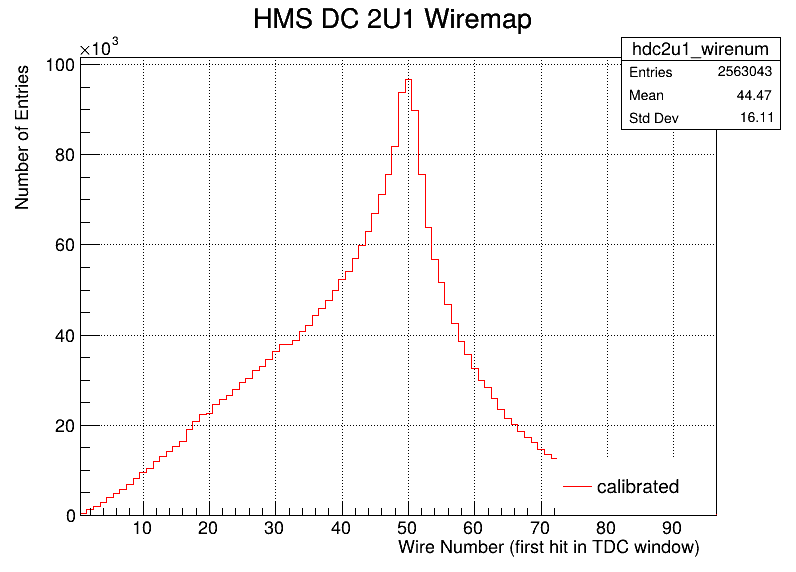 HMS DC 2U1 Wiremap
×10³
hdc2u1_wirenum
Entries 2563043
Mean 44.47
Std Dev 16.11
Number of Entries
100
80
60
40
20
0
calibrated
10 20 30 40 50 60 70 80 90
Wire Number (first hit in TDC window)